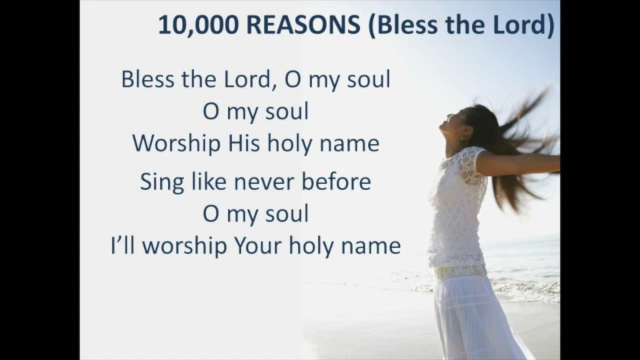 10,000 REASONS (Bless the Lord)
Bless the Lord, O my soul
O my soul
Worship His holy name
Sing like never before
O my soul
I'll worship Your holy name